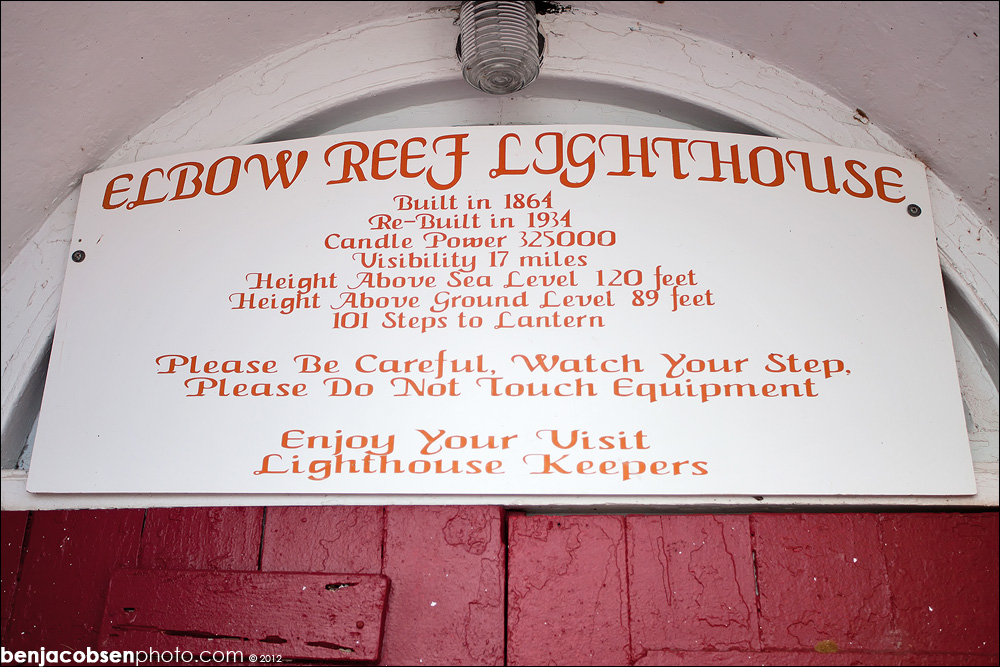 ELBOW REEF LIGHTHOUSE
Built in 1864
Re-Built in 1934
Candle Power 325000
Visibility 17 miles
Height Above Sea Level 120 feet
Height Above Ground Level 89 feet
101 Steps to Lantern
Please Be Careful, Watch Your Step,
Please Do Not Touch Equipment
Enjoy Your Visit
Lighthouse Keepers
benjacobsenphoto.com © 2012